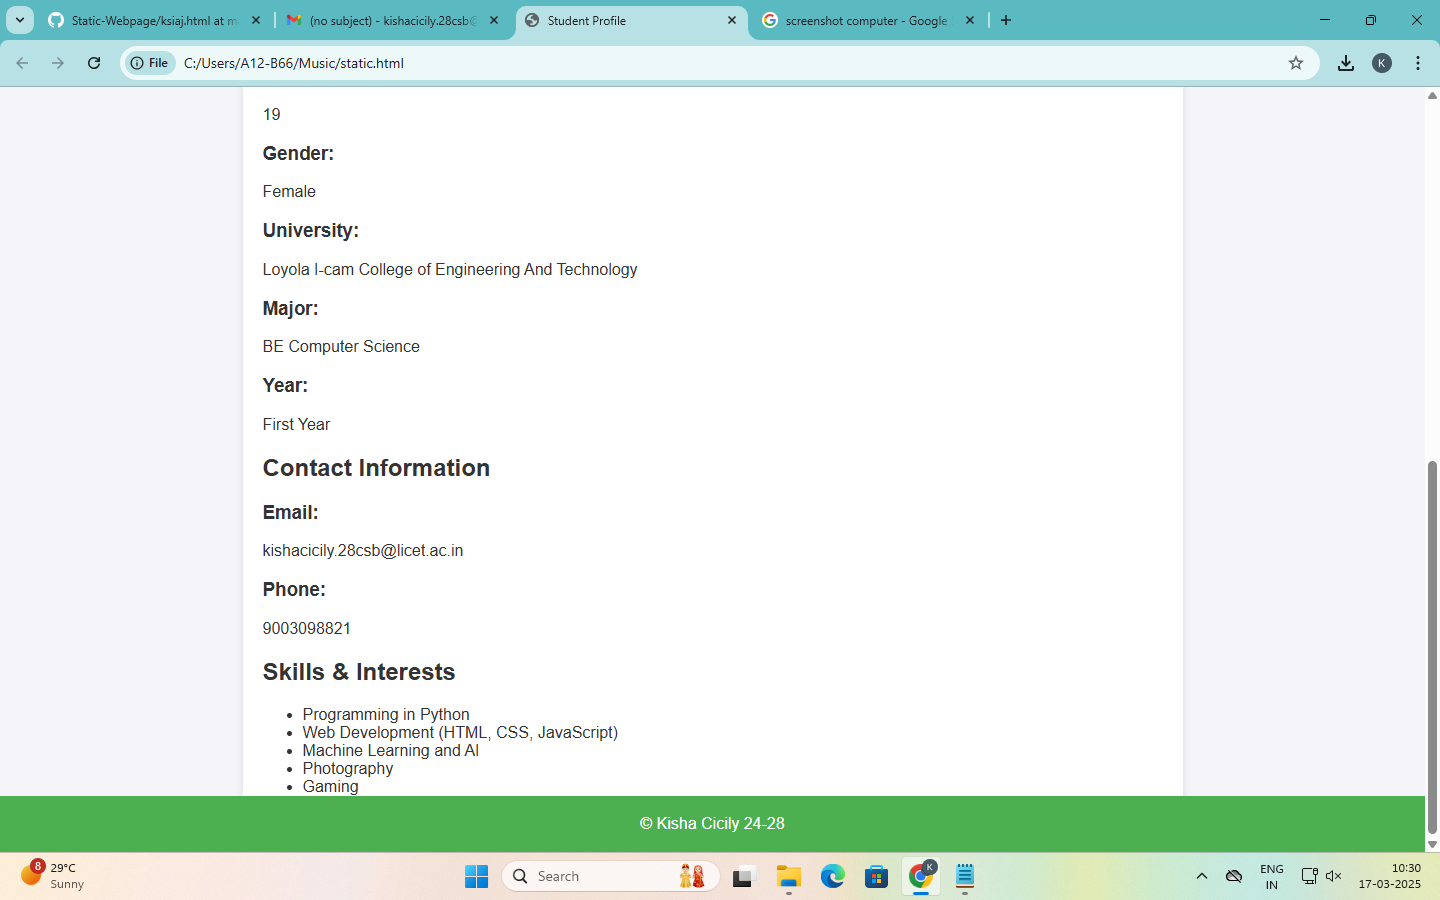 Static-Webpage/ksiaj.html at m
(no subject) - kishacicily.28csb@
Student Profile
screenshot computer - Google
File
C:/Users/A12-B66/Music/static.html
K
19
Gender:
Female
University:
Loyola I-cam College of Engineering And Technology
Major:
BE Computer Science
Year:
First Year
Contact Information
Email:
kishacicily.28csb@licet.ac.in
Phone:
9003098821
Skills & Interests
• Programming in Python
• Web Development (HTML, CSS, JavaScript)
• Machine Learning and AI
• Photography
• Gaming
© Kisha Cicily 24-28
8
29°C
Sunny
Search
K
ENG
IN
10:30
17-03-2025